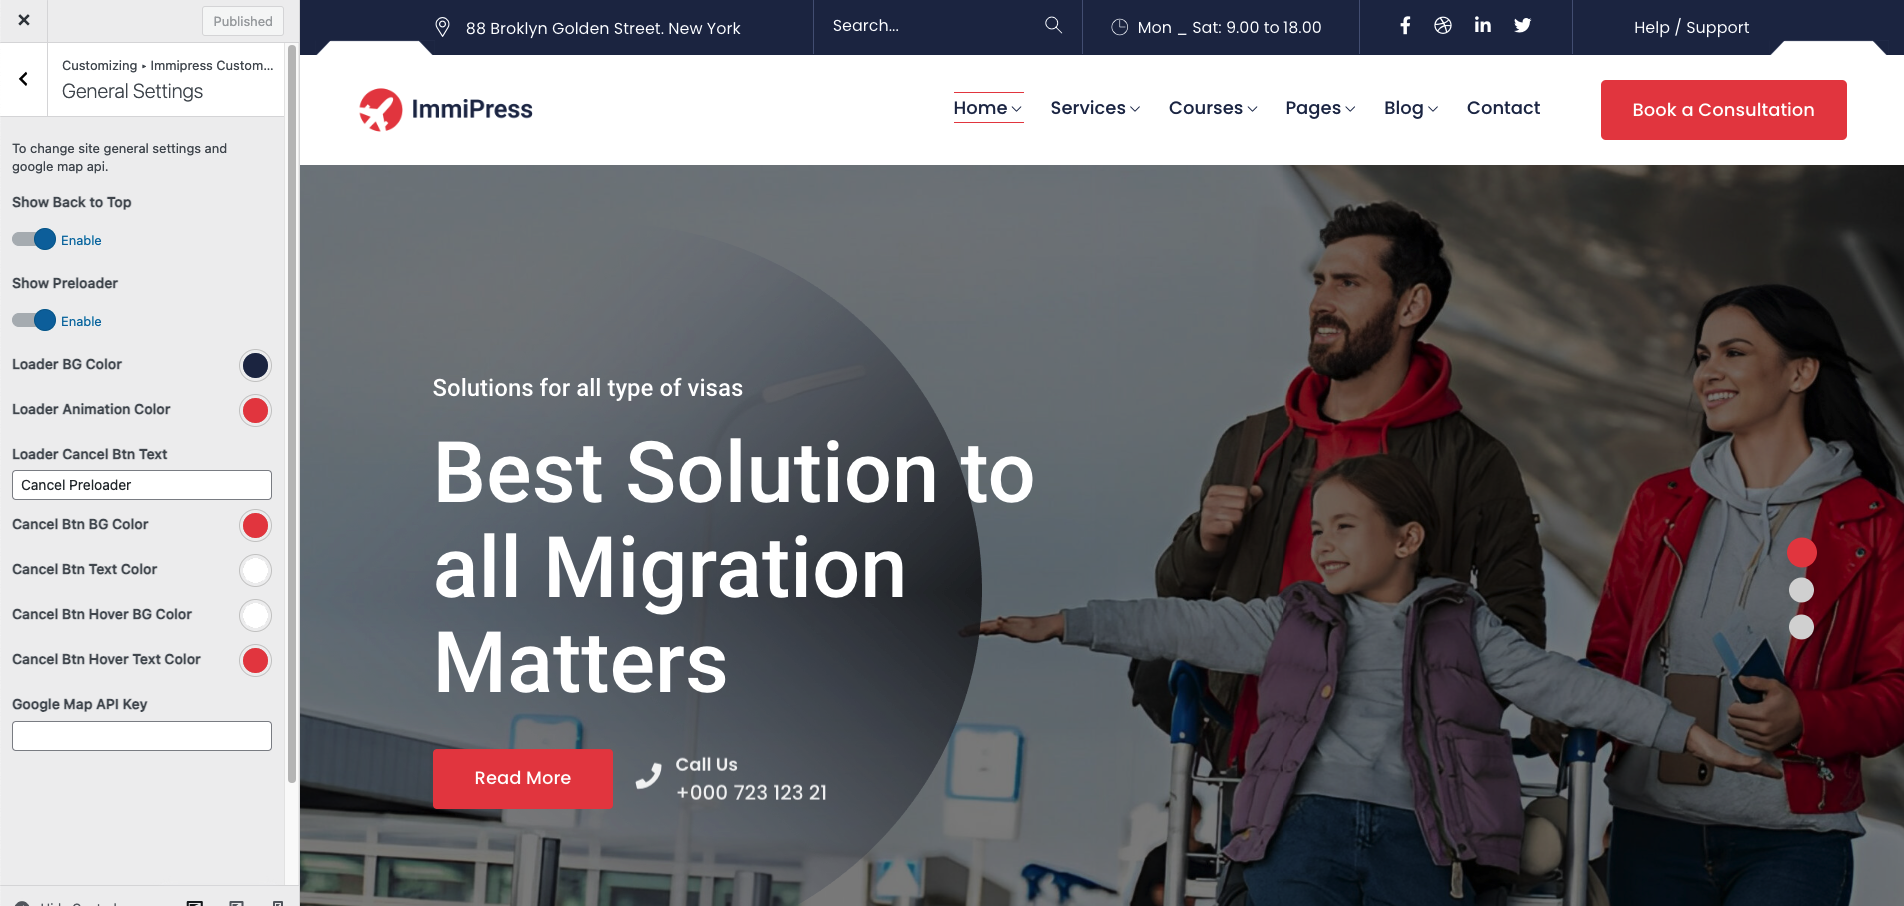 Published
Customizing ▸ Immipress Custom...
General Settings
To change site general settings and
google map api.
Show Back to Top
Enable
Show Preloader
Enable
Loader BG Color
Loader Animation Color
Loader Cancel Btn Text
Cancel Preloader
Cancel Btn BG Color
Cancel Btn Text Color
Cancel Btn Hover BG Color
Cancel Btn Hover Text Color
Google Map API Key
88 Broklyn Golden Street. New York
Search...
Mon _ Sat: 9.00 to 18.00
Help / Support
ImmiPress
Home
Services
Courses
Pages
Blog
Contact
Book a Consultation
Solutions for all type of visas
Best Solution to
all Migration
Matters
Read More
Call Us
+000 723 123 21